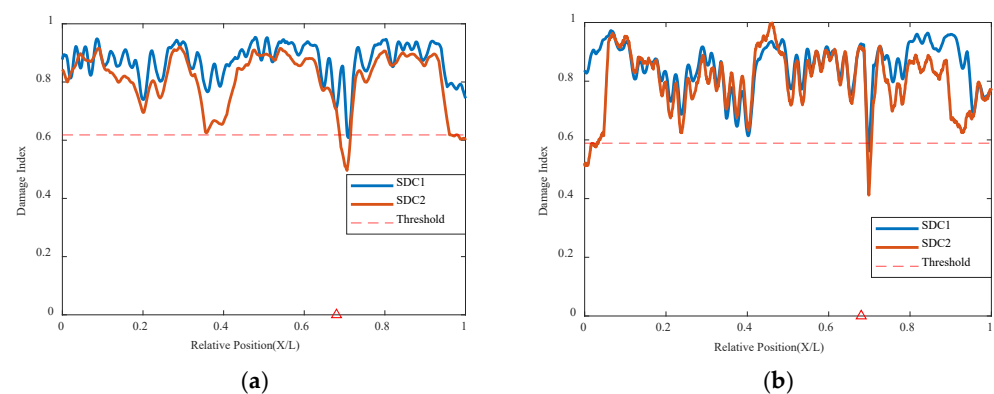 1
0.8
0.6
0.4
0.2
0
Damage Index
SDC1
SDC2
Threshold
0 0.2 0.4 0.6 0.8 1
Relative Position(X/L)
(a)
1
0.8
0.6
0.4
0.2
0
Damage Index
SDC1
SDC2
Threshold
0 0.2 0.4 0.6 0.8 1
Relative Position(X/L)
(b)